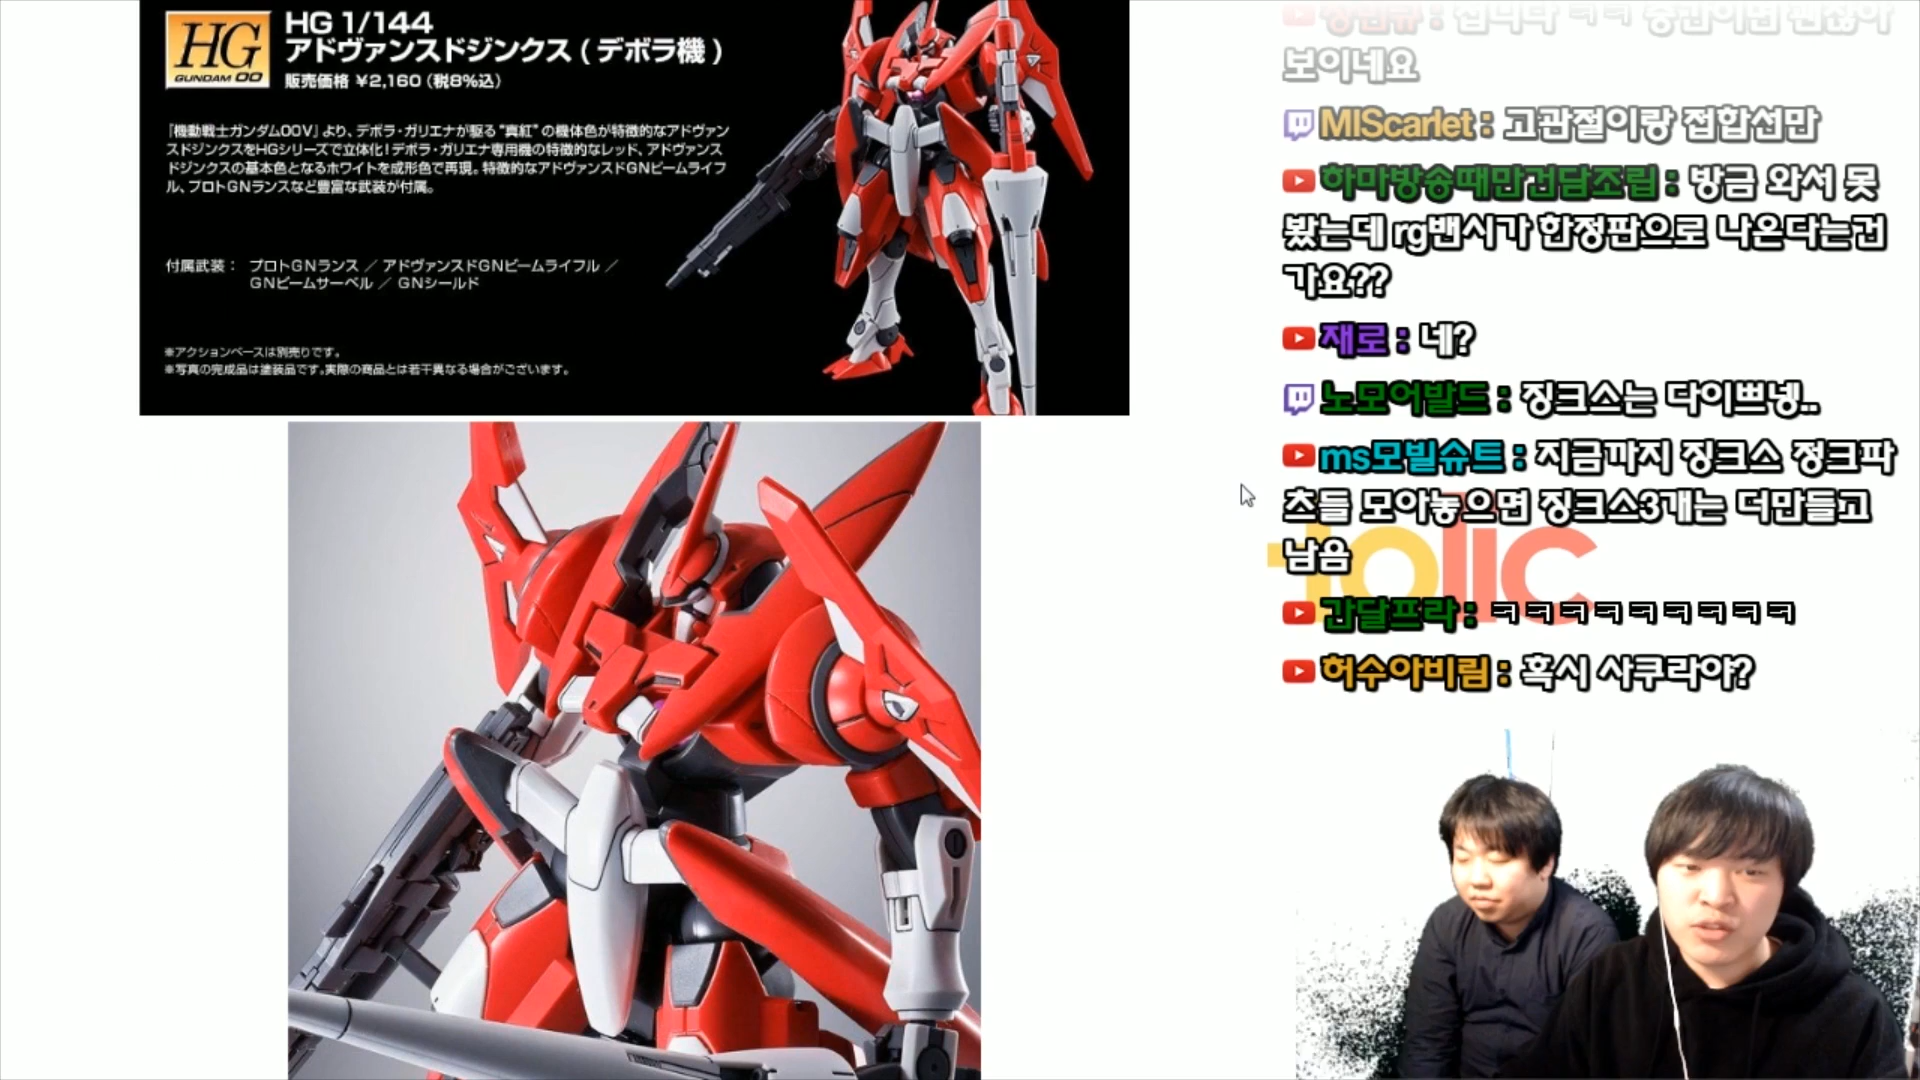 HG
GUNDAM 00
HG 1/144
アドヴァンスドジンクス ( デボラ機 )
販売価格 ¥2,160 (税8%込)
『機動戦士ガンダム00V』より、デボラ・ガリエナが駆る“真紅”の機体色が特徴的なアドヴァン
スドジンクスをHGシリーズで立体化!デボラ・ガリエナ専用機の特徴的なレッド、アドヴァンス
ドジンクスの基本色となるホワイトを成形色で再現。特徴的なアドヴァンスドGNビームライフ
ル、プロトGNランスなど豊富な武装が付属。
付属武装: プロトGNランス / アドヴァンスドGNビームライフル /
GNビームサーベル / GNシールド
※アクションベースは別売りです。
※写真の完成品は塗装品です。実際の商品とは若干異なる場合がございます。
보이네요
MIScarlet : 고관절이랑 접합선만
하마방송때만건담조립 : 방금 와서 못
봤는데 rg밴시가 한정판으로 나온다는건
가요??
재로 : 네?
노모어발드 : 징크스는 다이쁘넹..
ms모빌슈트 : 지금까지 징크스 정크파
츠들 모아놓으면 징크스3개는 더만들고
남음
간달프락 : ㅋㅋㅋㅋㅋㅋㅋㅋㅋ
허수아비림 : 혹시 사쿠라야?